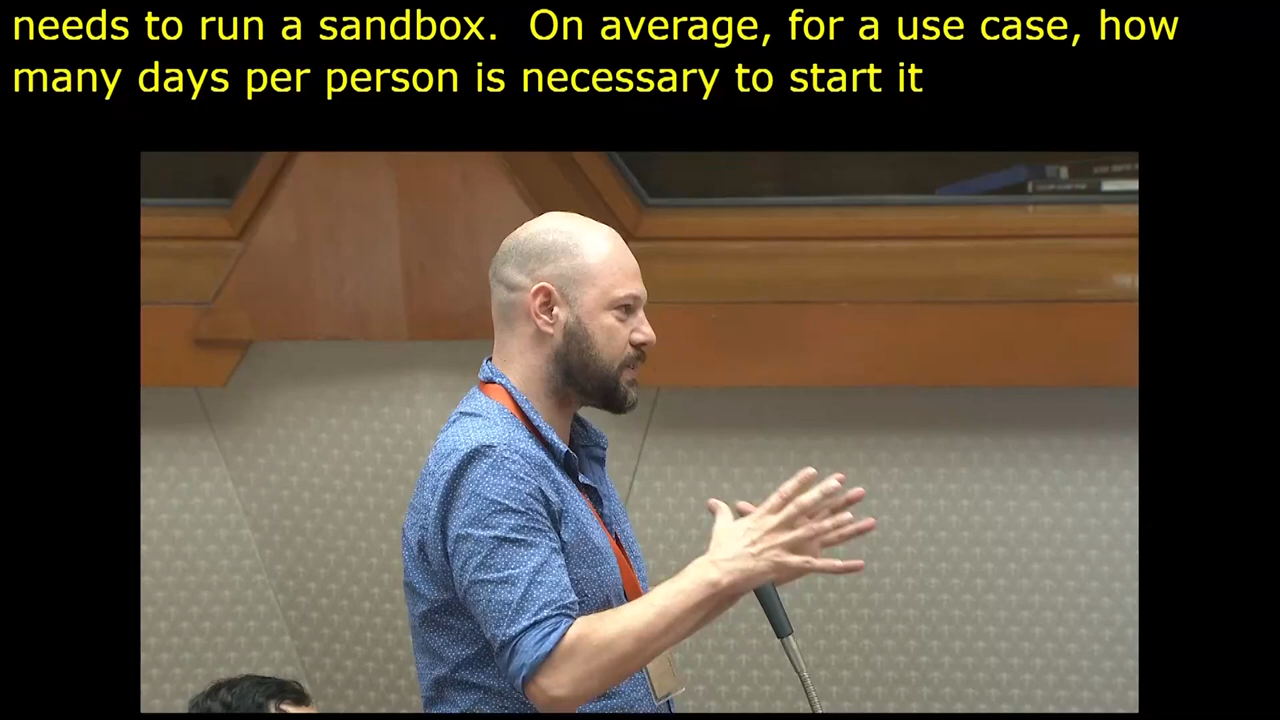 needs to run a sandbox.  On average, for a use case, how
many days per person is necessary to start it